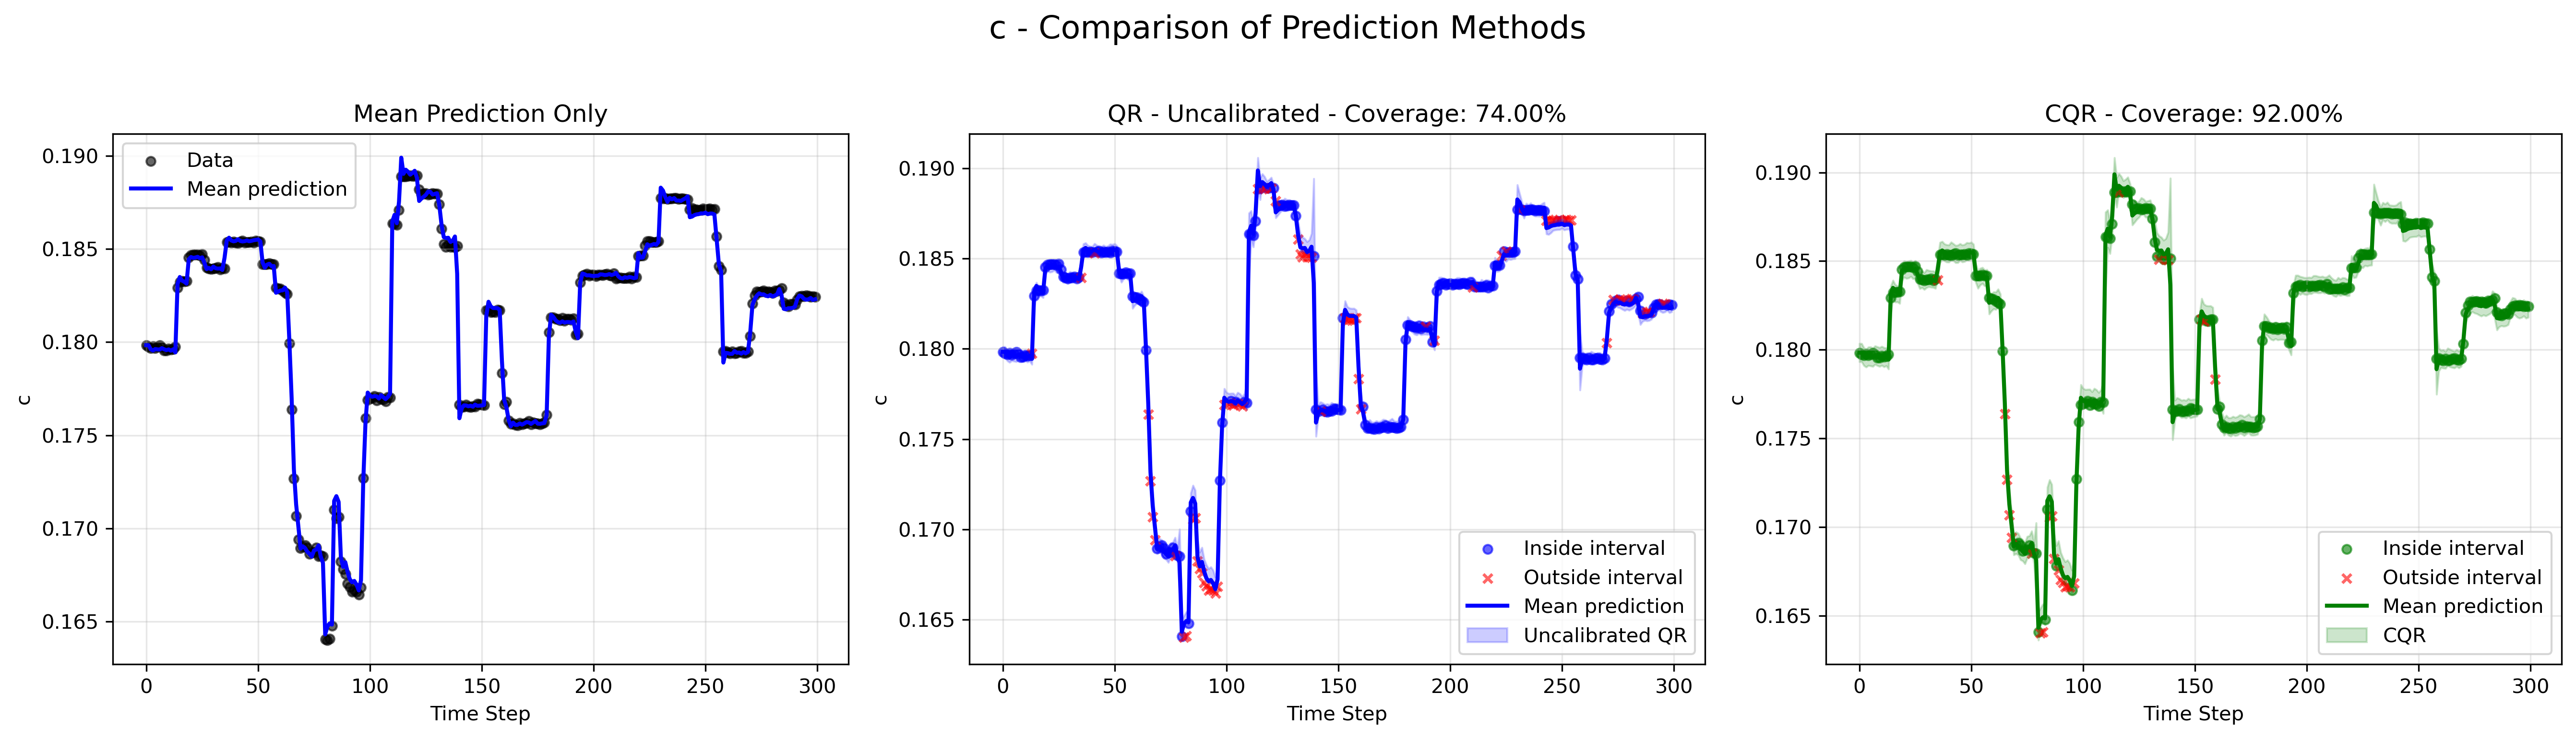 c - Comparison of Prediction Methods
Mean Prediction Only
0.190
0.185
0.180
0.175
0.170
0.165
c
Data
Mean prediction
0
50
100
150
200
250
300
Time Step
QR - Uncalibrated - Coverage: 74.00%
0.190
0.185
0.180
0.175
0.170
0.165
c
Inside interval
Outside interval
Mean prediction
Uncalibrated QR
0
50
100
150
200
250
300
Time Step
CQR - Coverage: 92.00%
0.190
0.185
0.180
0.175
0.170
0.165
c
Inside interval
Outside interval
Mean prediction
CQR
0
50
100
150
200
250
300
Time Step